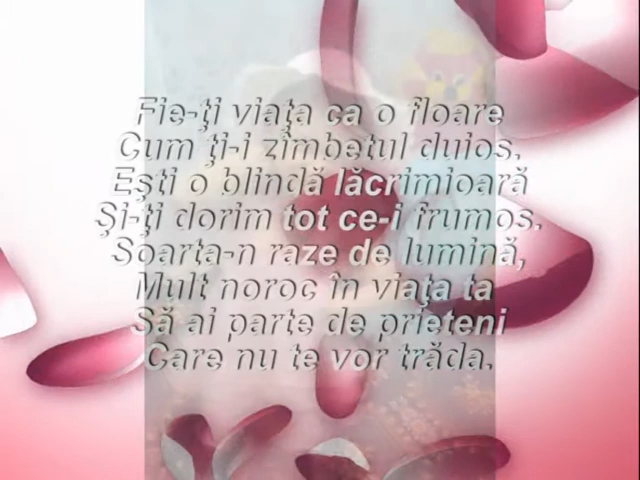 Fie-ţi viaţa ca o floare
Cum ţi-i zîmbetul duios.
Eşti o blindă lăcrimioară
Şi-ţi dorim tot ce-i frumos.
Soarta-n raze de lumină,
Mult noroc în viaţa ta
Să ai parte de prieteni
Care nu te vor trăda.